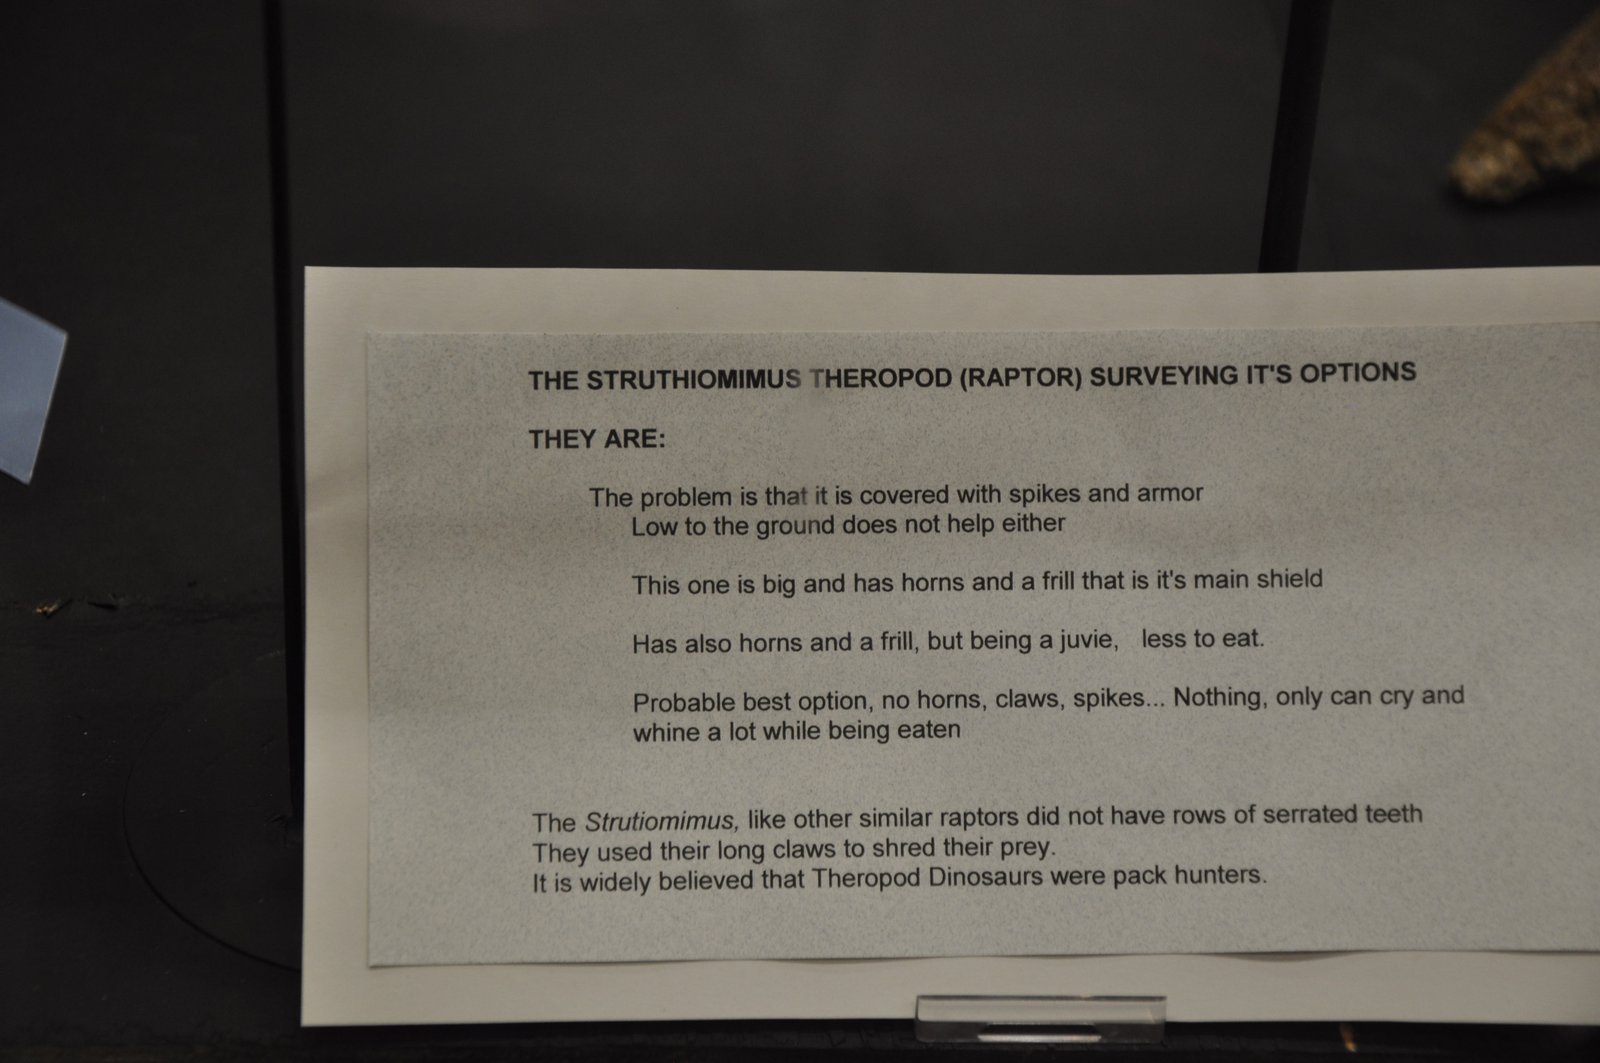 THE STRUTHIOMIMUS THEROPOD (RAPTOR) SURVEYING IT'S OPTIONS
THEY ARE:
The problem is that it is covered with spikes and armor
Low to the ground does not help either
This one is big and has horns and a frill that is it's main shield
Has also horns and a frill, but being a juvie, less to eat.
Probable best option, no horns, claws, spikes... Nothing, only can cry and
whine a lot while being eaten
The Strutiomimus, like other similar raptors did not have rows of serrated teeth
They used their long claws to shred their prey.
It is widely believed that Theropod Dinosaurs were pack hunters.